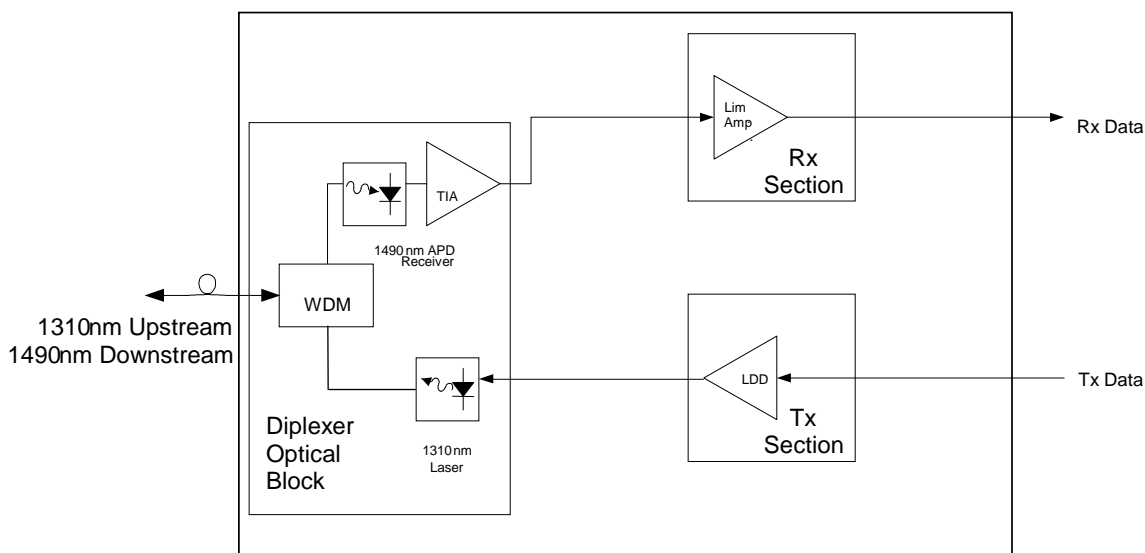 Lim
Amp
Rx
Section
Rx Data
TIA
1490nm APD
Receiver
WDM
1310nm Upstream
1490nm Downstream
LDD
Tx
Section
Tx Data
Diplexer
Optical
Block
1310nm
Laser